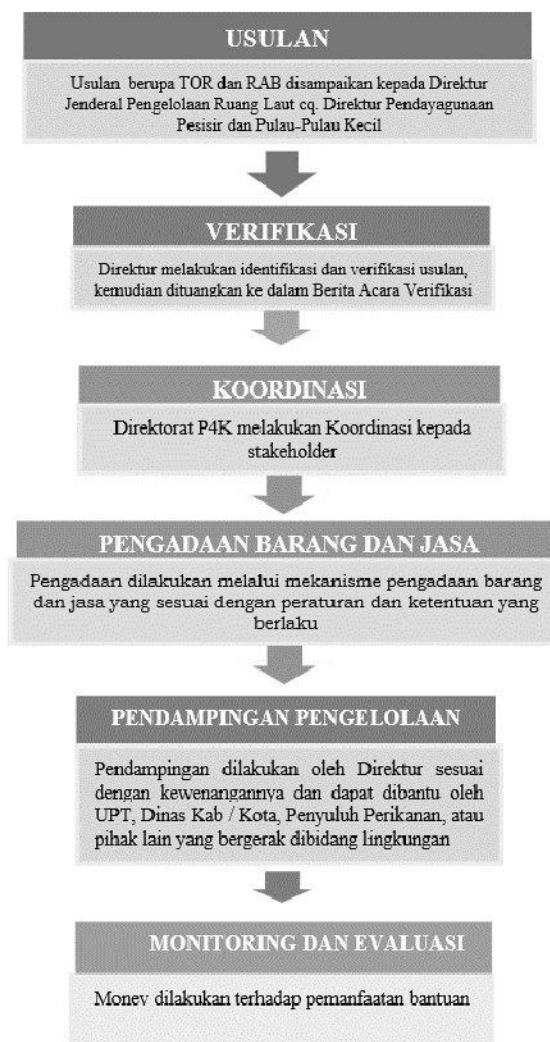 USULAN
Usulan berupa TOR dan RAB disampaikan kepada Direktur
Jenderal Pengelolaan Ruang Laut cq. Direktur Pendayagunaan
Pesisir dan Pulau-Pulau Kecil
VERIFIKASI
Direktur melakukan identifikasi dan verifikasi usulan,
kemudian dituangkan ke dalam Berita Acara Verifikasi
KOORDINASI
Direktorat P4K melakukan Koordinasi kepada
stakeholder
PENGADAAN BARANG DAN JASA
Pengadaan dilakukan melalui mekanisme pengadaan barang
dan jasa yang sesuai dengan peraturan dan ketentuan yang
berlaku
PENDAMPINGAN PENGELOLAAN
Pendampingan dilakukan oleh Direktur sesuai
dengan kewenangannya dan dapat dibantu oleh
UPT, Dinas Kab / Kota, Penyuluh Perikanan, atau
pihak lain yang bergerak dibidang lingkungan
MONITORING DAN EVALUASI
Monev dilakukan terhadap pemanfaatan bantuan